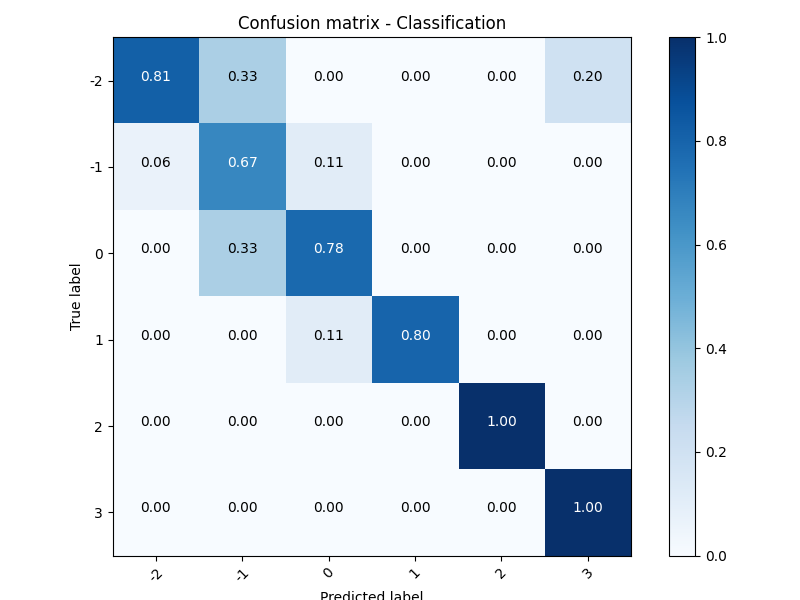 Confusion matrix - Classification
True label
-2 0.81 0.33 0.00 0.00 0.00 0.20
-1 0.06 0.67 0.11 0.00 0.00 0.00
0 0.00 0.33 0.78 0.00 0.00 0.00
1 0.00 0.00 0.11 0.80 0.00 0.00
2 0.00 0.00 0.00 0.00 1.00 0.00
3 0.00 0.00 0.00 0.00 0.00 1.00
-2 -1 0 1 2 3
Predicted label
1.0
0.8
0.6
0.4
0.2
0.0